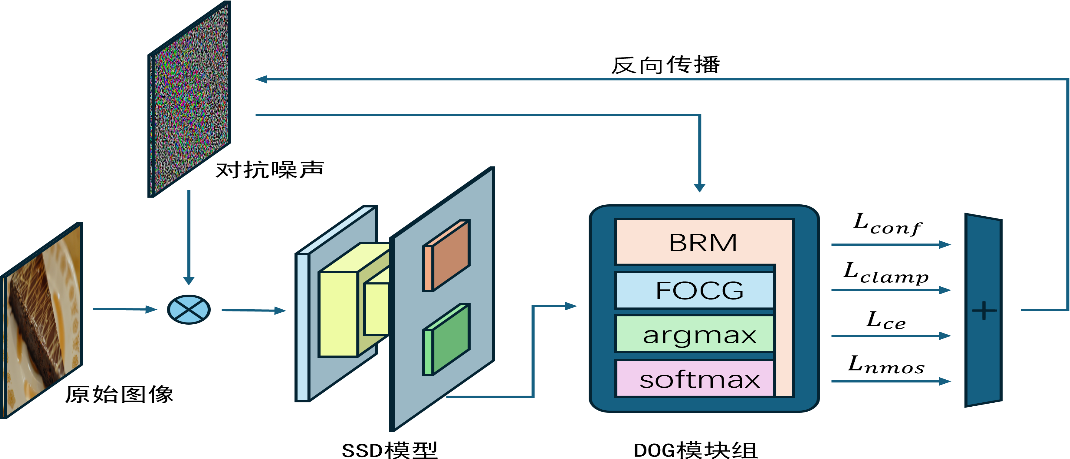 反向传播
对抗噪声
原始图像
SSD模型
BRM
FOCG
argmax
softmax
DOG模块组
L_conf
L_clamp
L_ce
L_nmos
+